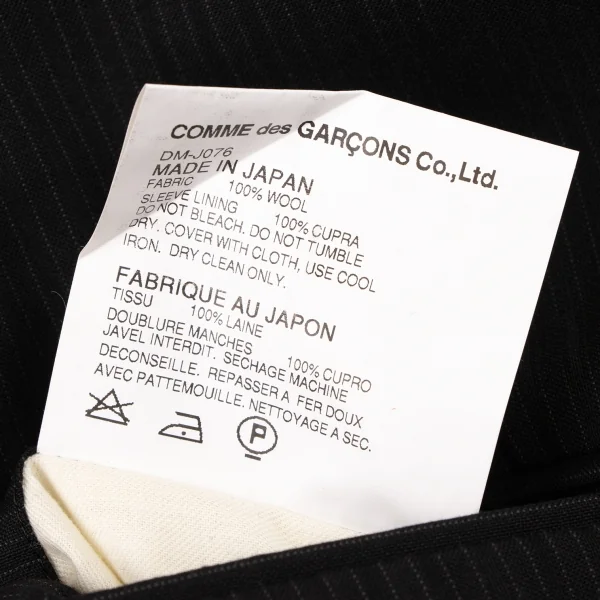 COMME des GARÇONS Co.,Ltd.
DM-J076
MADE IN JAPAN
FABRIC 100% WOOL
SLEEVE LINING 100% CUPRA
DO NOT BLEACH. DO NOT TUMBLE
DRY. COVER WITH CLOTH, USE COOL
IRON. DRY CLEAN ONLY.
FABRIQUE AU JAPON
TISSU 100% LAINE
DOUBLURE MANCHES 100% CUPRO
JAVEL INTERDIT. SECHAGE MACHINE
DECONSEILLE. REPASSER A FER DOUX
AVEC PATTEMOUILLE. NETTOYAGE A SEC.
P